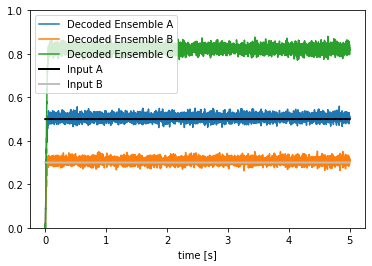 1.0
0.8
0.6
0.4
0.2
0.0
Decoded Ensemble A
Decoded Ensemble B
Decoded Ensemble C
Input A
Input B
0 1 2 3 4 5
time [s]